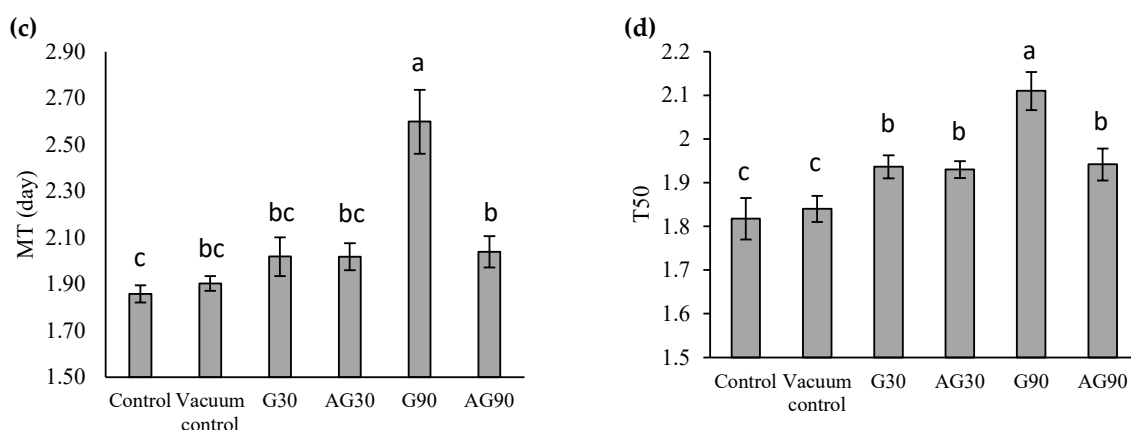 (c)
MT (day)
2.90
2.70
2.50
2.30
2.10
1.90
1.70
1.50
c
bc
bc
bc
a
b
Control
Vacuum
control
G30
AG30
G90
AG90
(d)
T50
2.2
2.1
2
1.9
1.8
1.7
1.6
1.5
c
c
b
b
a
b
Control
Vacuum
control
G30
AG30
G90
AG90